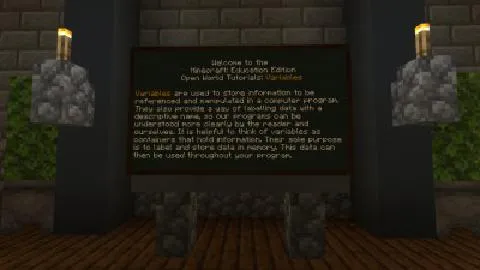 Welcome to the
Minecraft: Education Edition
Open World Tutorials: Variables
Variables are used to store information to be
referenced and manipulated in a computer program.
They also provide a way of labelling data with a
descriptive name, so our programs can be
understood more clearly by the reader and
ourselves. It is helpful to think of variables as
containers that hold information. Their sole purpose
is to label and store data in memory. This data can
then be used throughout your program.